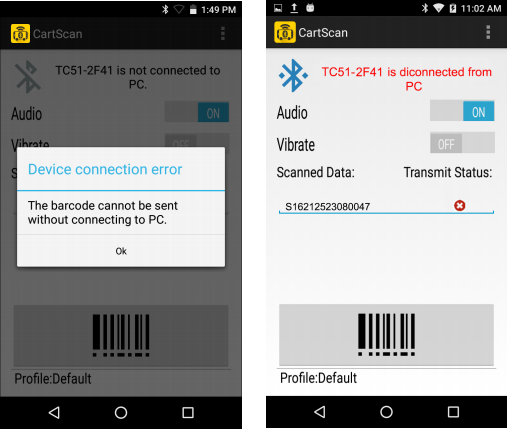 1:49 PM
CartScan
TC51-2F41 is not connected to
PC.
Audio
ON
Vibrate
OFF
S
Device connection error
The barcode cannot be sent
without connecting to PC.
Ok
Profile:Default
11:02 AM
CartScan
TC51-2F41 is diconnected from
PC
Audio
ON
Vibrate
OFF
Scanned Data:
Transmit Status:
S16212523080047
Profile:Default